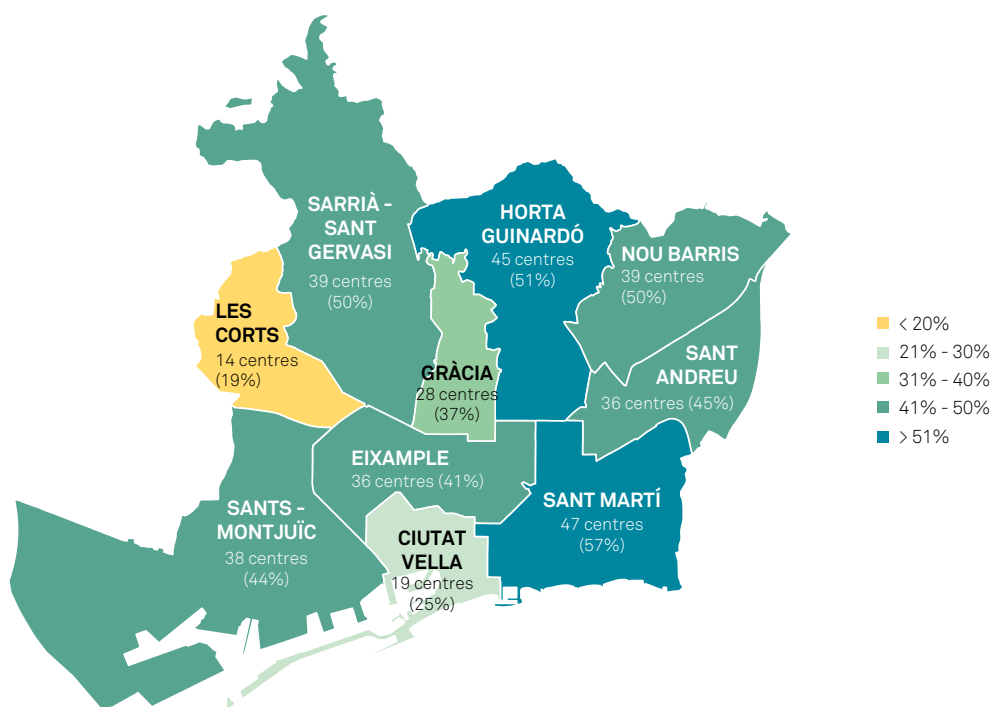 SARRIÀ -
SANT
GERVASI
39 centres
(50%)
HORTA
GUINARDÓ
45 centres
(51%)
NOU BARRIS
39 centres
(50%)
LES
CORTS
14 centres
(19%)
GRÀCIA
28 centres
(37%)
SANT
ANDREU
36 centres (45%)
EIXAMPLE
36 centres (41%)
SANTS -
MONTJUÏC
38 centres
(44%)
CIUTAT
VELLA
19 centres
(25%)
SANT MARTÍ
47 centres
(57%)
< 20%
21% - 30%
31% - 40%
41% - 50%
> 51%